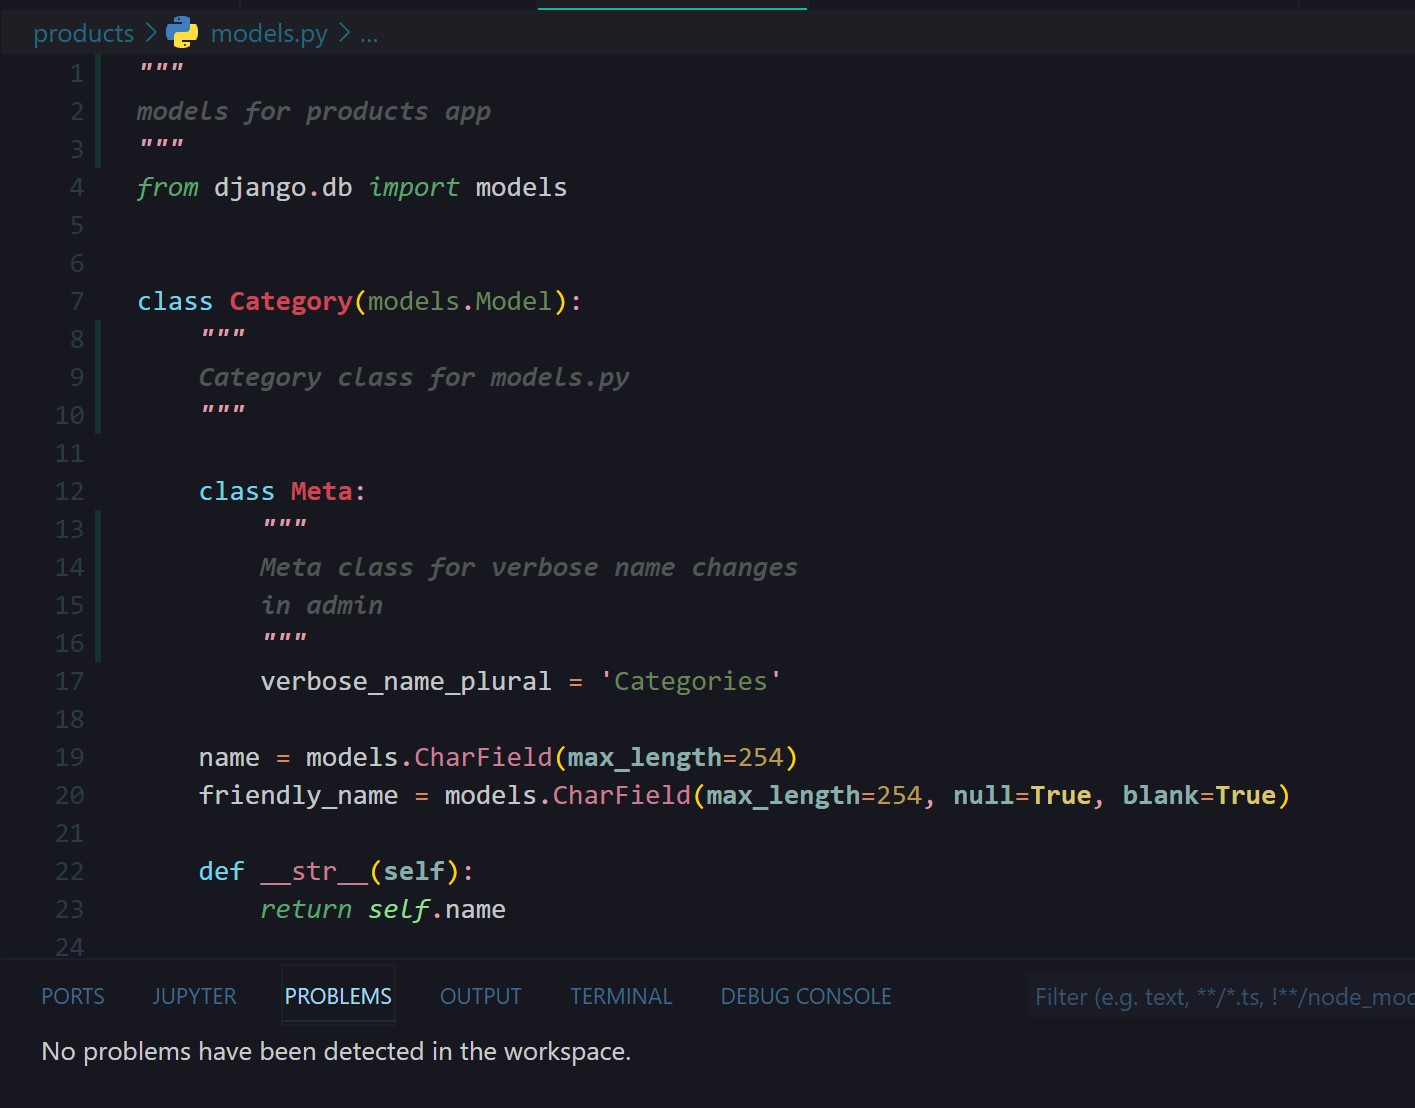 products > models.py > ...
1 """
2 models for products app
3 """
4 from django.db import models
5
6
7 class Category(models.Model):
8     """
9     Category class for models.py
10     """
11
12     class Meta:
13         """
14         Meta class for verbose name changes
15         in admin
16         """
17         verbose_name_plural = 'Categories'
18
19     name = models.CharField(max_length=254)
20     friendly_name = models.CharField(max_length=254, null=True, blank=True)
21
22     def __str__(self):
23         return self.name
24
PORTS JUPYTER PROBLEMS OUTPUT TERMINAL DEBUG CONSOLE Filter (e.g. text, **/*.ts, !**/node_moc
No problems have been detected in the workspace.